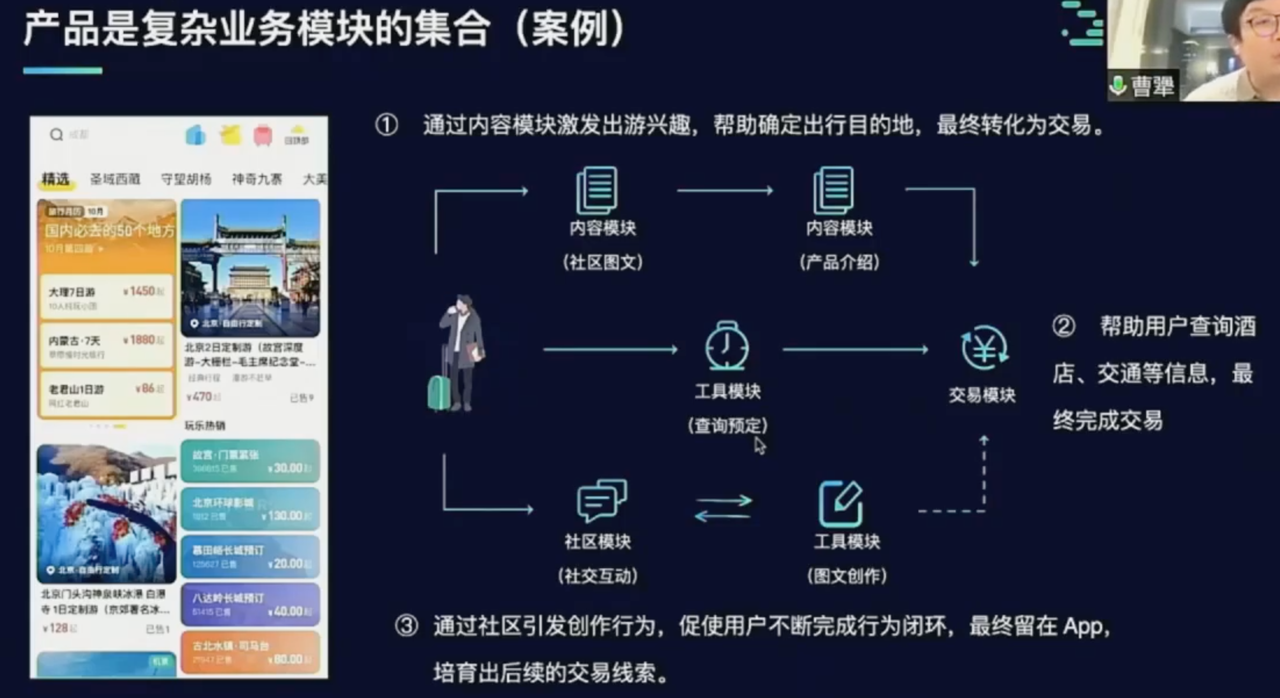 产品是复杂业务模块的集合（案例）
曹犟
① 通过内容模块激发出游兴趣，帮助确定出行目的地，最终转化为交易。
内容模块
（社区图文）
内容模块
（产品介绍）
工具模块
（查询预定）
交易模块
② 帮助用户查询酒
店、交通等信息，最
终完成交易
社区模块
（社交互动）
工具模块
（图文创作）
③ 通过社区引发创作行为，促使用户不断完成行为闭环，最终留在 App，
培育出后续的交易线索。
精选 圣域西藏 守望胡杨 神奇九寨 大美
10月
国内必去的50个地方
大理7日游 ¥1450起
内蒙古·7天 ¥1880起
老君山1日游 ¥86起
网红老君山
北京·自由行定制
北京2日定制游（故宫深度
游-大栅栏-毛主席纪念堂-...
¥470起 已售9
玩乐热销
故宫·门票 ¥30.00起
北京环球影城
¥130.00起
慕田峪长城预订
¥20.00起
八达岭长城预订
¥40.00起
古北水镇·司马台
¥80.00起
北京·自由行定制
北京门头沟神泉峡冰瀑 白瀑
寺1日定制游（京郊著名冰...
¥128起 已售1